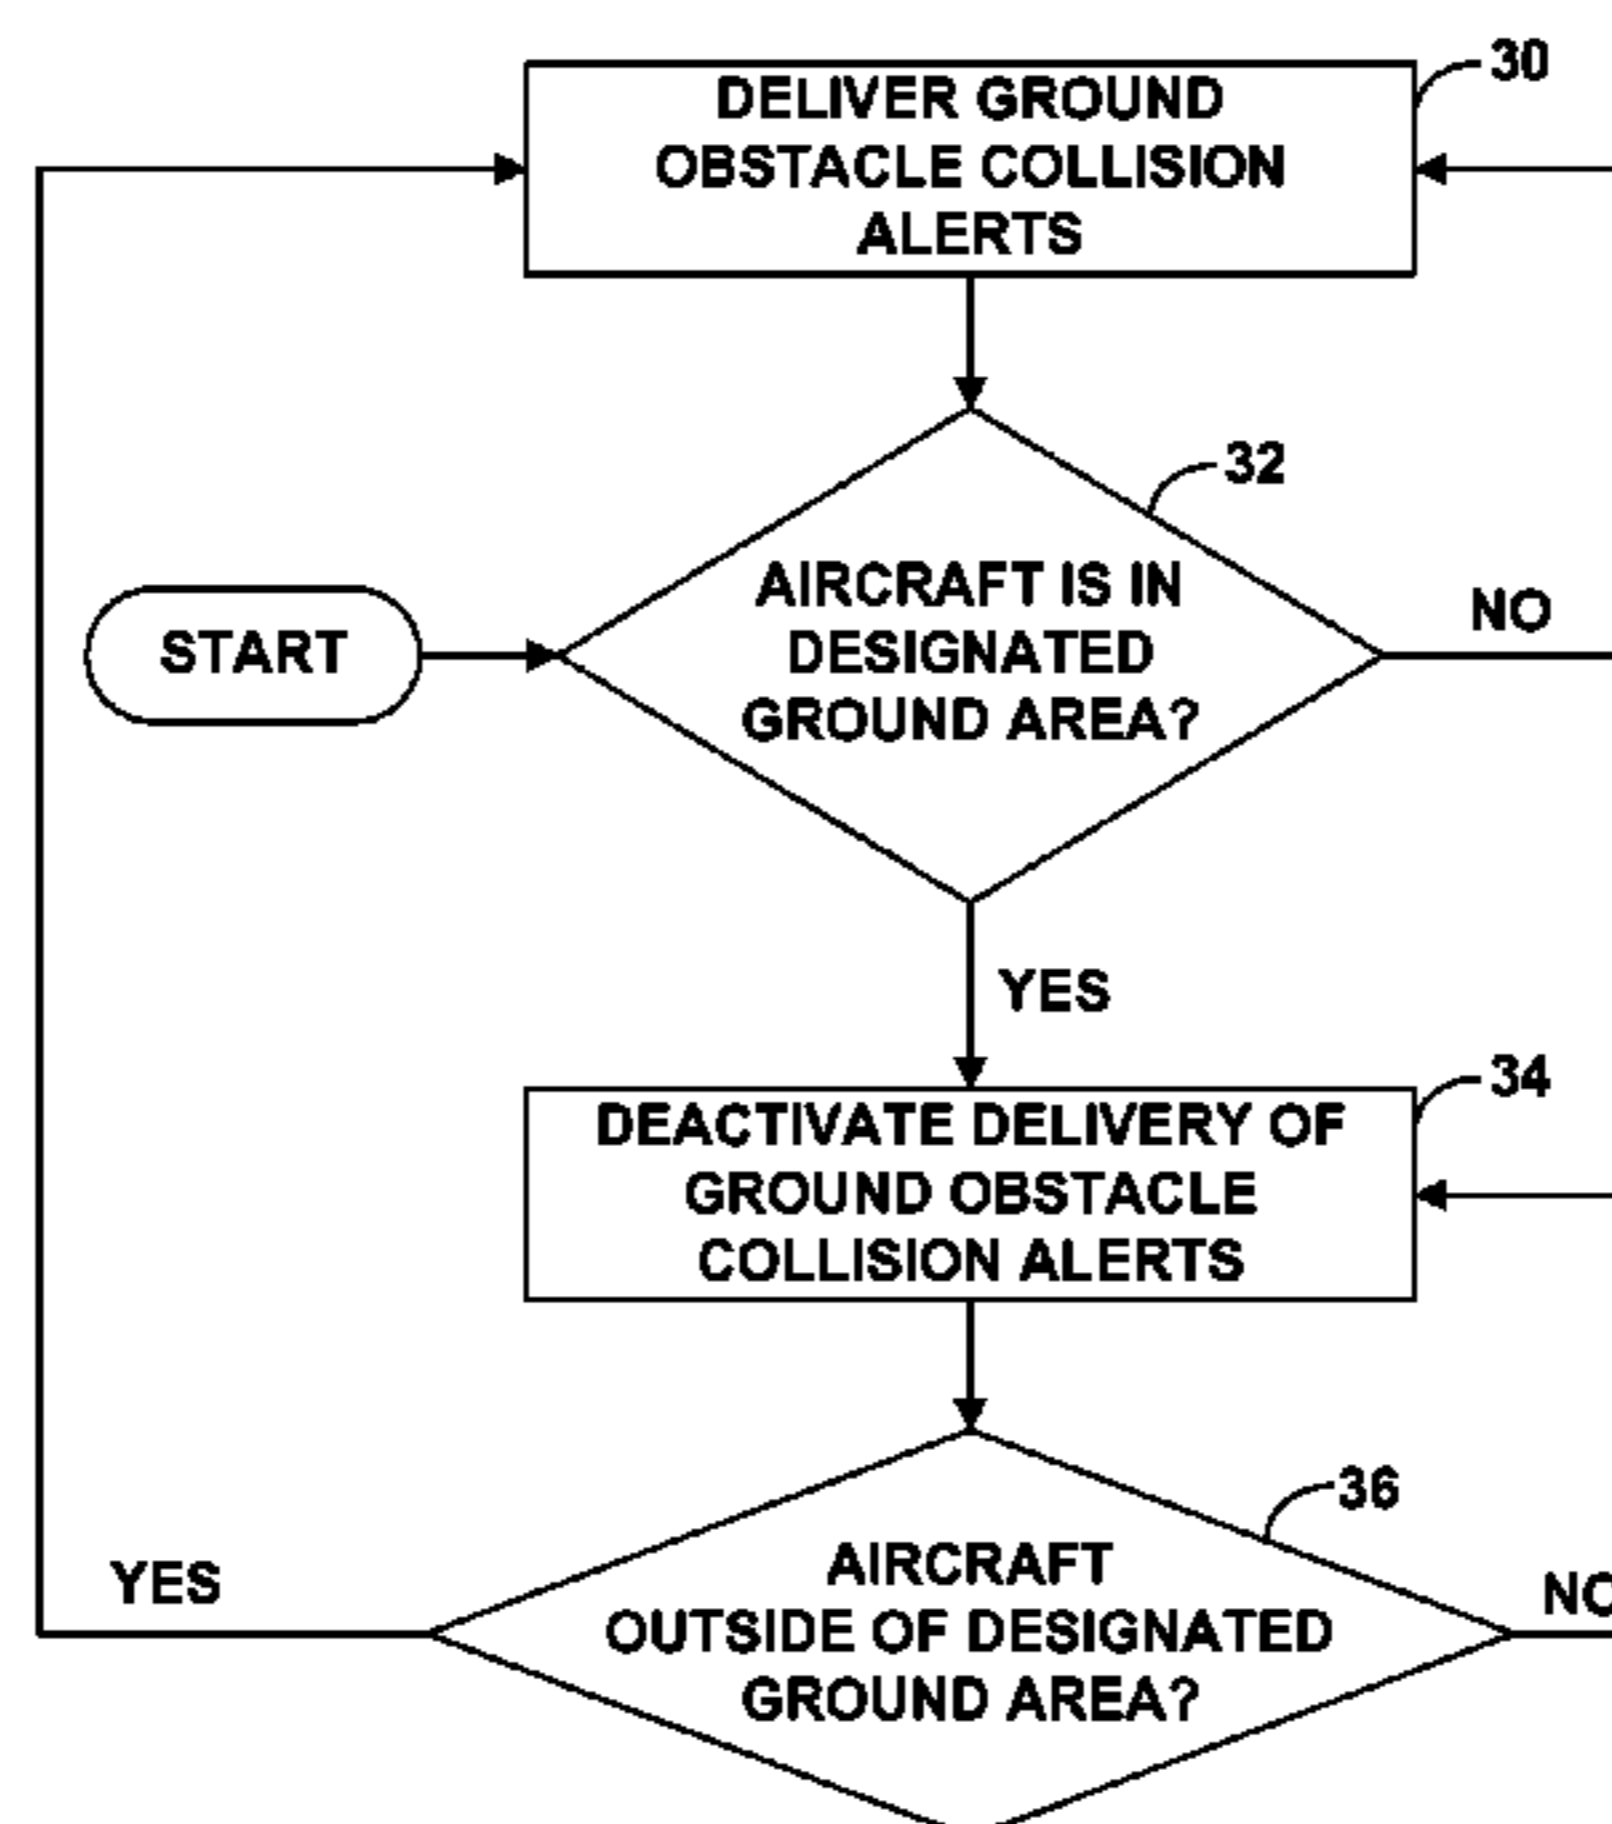 30
DELIVER GROUND
OBSTACLE COLLISION
ALERTS
32
AIRCRAFT IS IN
DESIGNATED
GROUND AREA?
START
NO
YES
34
DEACTIVATE DELIVERY OF
GROUND OBSTACLE
COLLISION ALERTS
36
AIRCRAFT
OUTSIDE OF DESIGNATED
GROUND AREA?
YES
NO